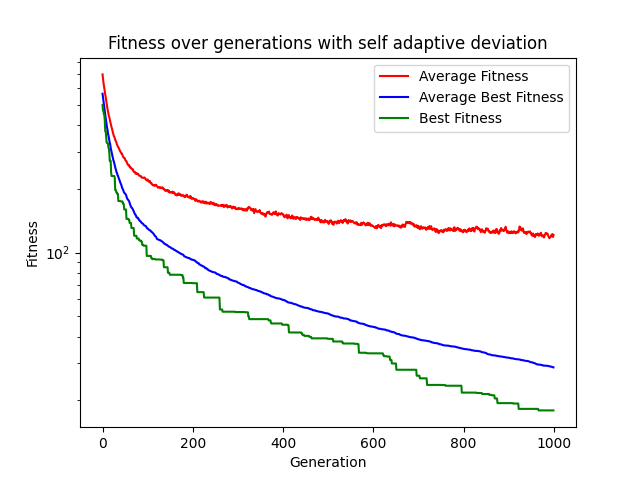 Fitness over generations with self adaptive deviation
Average Fitness
Average Best Fitness
Best Fitness
Fitness
10²
0 200 400 600 800 1000
Generation